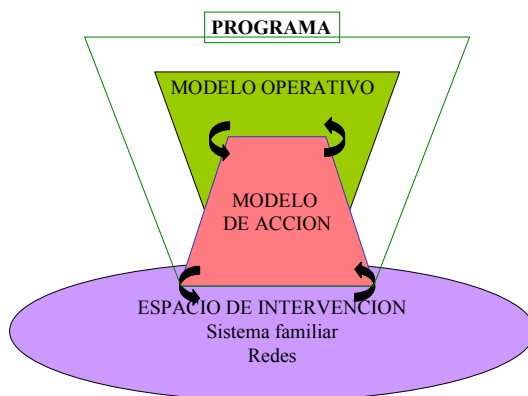 PROGRAMA
MODELO OPERATIVO
MODELO
DE ACCION
ESPACIO DE INTERVENCION
Sistema familiar
Redes